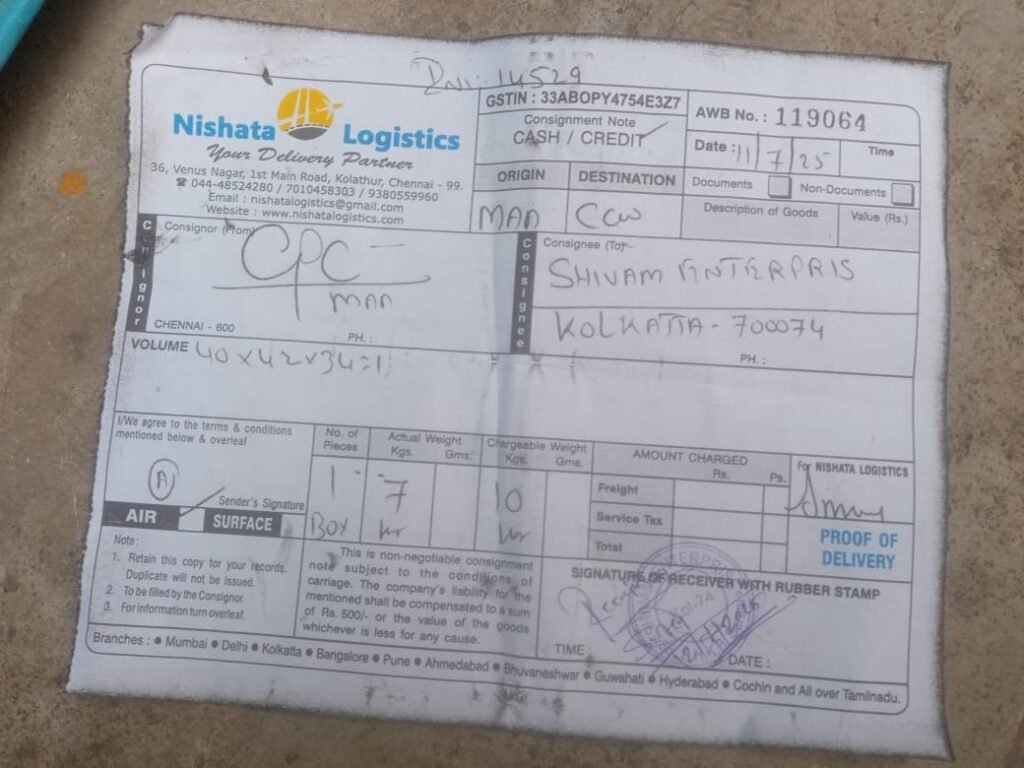 14529
Nishata Logistics
Your Delivery Partner
36, Venus Nagar, 1st Main Road, Kolathur, Chennai - 99.
☎ 044-48524280 / 7010458303 / 9380559960
Email : nishatalogistics@gmail.com
Website : www.nishatalogistics.com
GSTIN : 33ABOPY4754E3Z7
Consignment Note
CASH / CREDIT
AWB No. : 119064
Date : 11/7/25
Time
ORIGIN
DESTINATION
MAA
CCU
Documents
Non-Documents
Description of Goods
Value (Rs.)
Consignor
Consignor (From)
CPC
MAA
CHENNAI - 600
PH. :
Consignee
Consignee (To)
SHIVAM ENTERPRIS
KOLKATTA - 700074
PH. :
VOLUME 40x42x34=1
I/We agree to the terms & conditions
mentioned below & overleaf
A
Sender's Signature
AIR
SURFACE
No. of Pieces
1
Box
Actual Weight
Kgs. Gms.
7
Chargeable Weight
Kgs. Gms.
10
AMOUNT CHARGED
Rs. Ps.
Freight
Service Tax
Total
For NISHATA LOGISTICS
PROOF OF
DELIVERY
Note :
1. Retain this copy for your records.
Duplicate will not be issued.
2. To be filled by the Consignor.
3. For information turn overleaf.
This is non-negotiable consignment
note subject to the conditions of
carriage. The company's liability for the
mentioned shall be compensated to a sum
of Rs. 500/- or the value of the goods
whichever is less for any cause.
SIGNATURE OF RECEIVER WITH RUBBER STAMP
Kol-74
TIME :
DATE :
Branches : ● Mumbai ● Delhi ● Kolkatta ● Bangalore ● Pune ● Ahmedabad ● Bhuvaneshwar ● Guwahati ● Hyderabad ● Cochin and All over Tamilnadu.